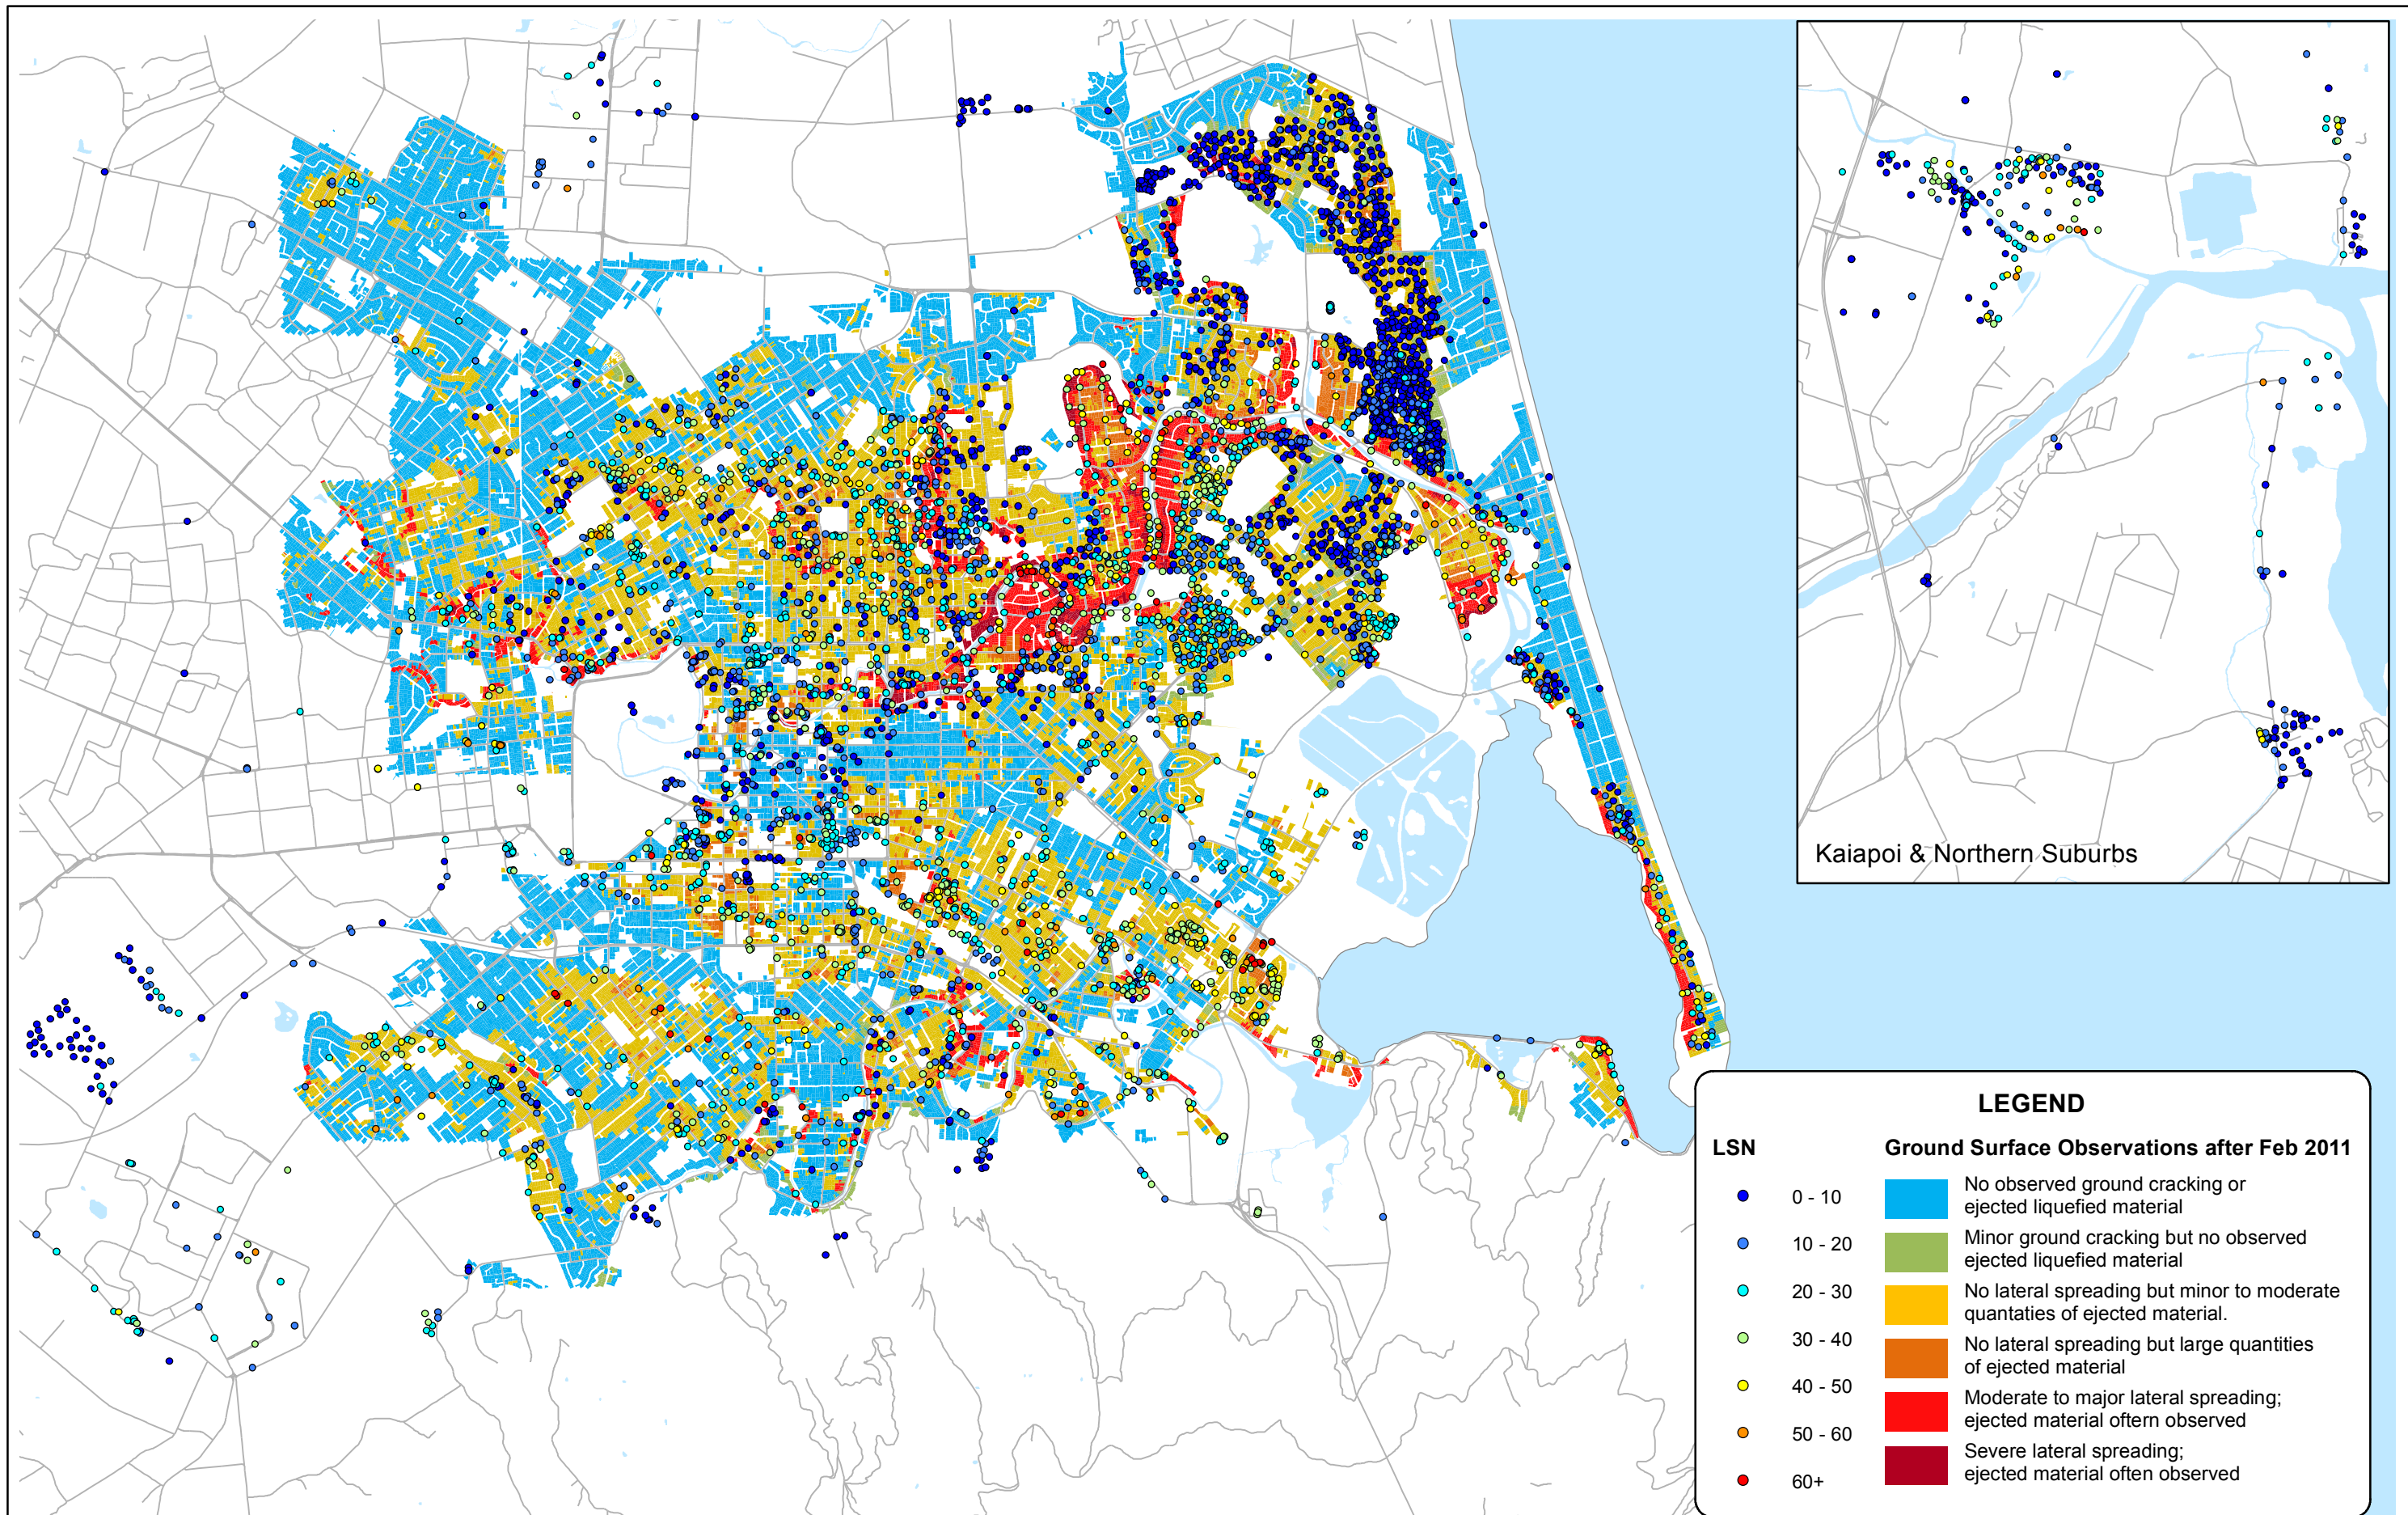 Kaiapoi & Northern Suburbs
LEGEND
LSN
0 - 10
10 - 20
20 - 30
30 - 40
40 - 50
50 - 60
60+
Ground Surface Observations after Feb 2011
No observed ground cracking or
ejected liquefied material
Minor ground cracking but no observed
ejected liquefied material
No lateral spreading but minor to moderate
quantaties of ejected material.
No lateral spreading but large quantities
of ejected material
Moderate to major lateral spreading;
ejected material oftern observed
Severe lateral spreading;
ejected material often observed